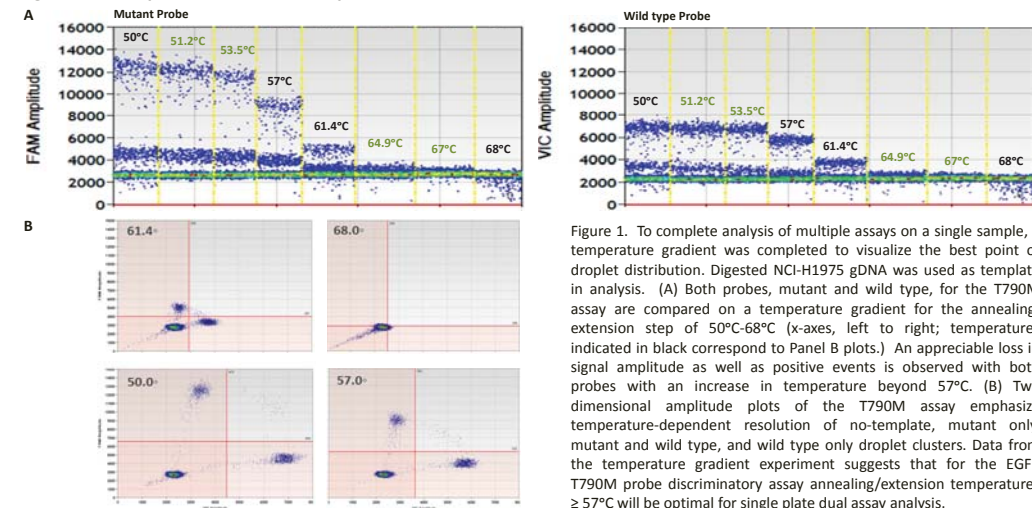 A
Mutant Probe
Wild type Probe
16000
14000
12000
10000
8000
6000
4000
2000
0
FAM Amplitude
50°C
51.2°C
53.5°C
57°C
61.4°C
64.9°C
67°C
68°C
16000
14000
12000
10000
8000
6000
4000
2000
0
VIC Amplitude
50°C
51.2°C
53.5°C
57°C
61.4°C
64.9°C
67°C
68°C
B
61.4°
68.0°
50.0°
57.0°
Figure 1. To complete analysis of multiple assays on a single sample,
temperature gradient was completed to visualize the best point o
droplet distribution. Digested NCI-H1975 gDNA was used as templat
in analysis. (A) Both probes, mutant and wild type, for the T790M
assay are compared on a temperature gradient for the annealing
extension step of 50°C-68°C (x-axes, left to right; temperature
indicated in black correspond to Panel B plots.) An appreciable loss i
signal amplitude as well as positive events is observed with bot
probes with an increase in temperature beyond 57°C. (B) Tw
dimensional amplitude plots of the T790M assay emphasiz
temperature-dependent resolution of no-template, mutant only
mutant and wild type, and wild type only droplet clusters. Data from
the temperature gradient experiment suggests that for the EGF
T790M probe discriminatory assay annealing/extension temperature
≥ 57°C will be optimal for single plate dual assay analysis.